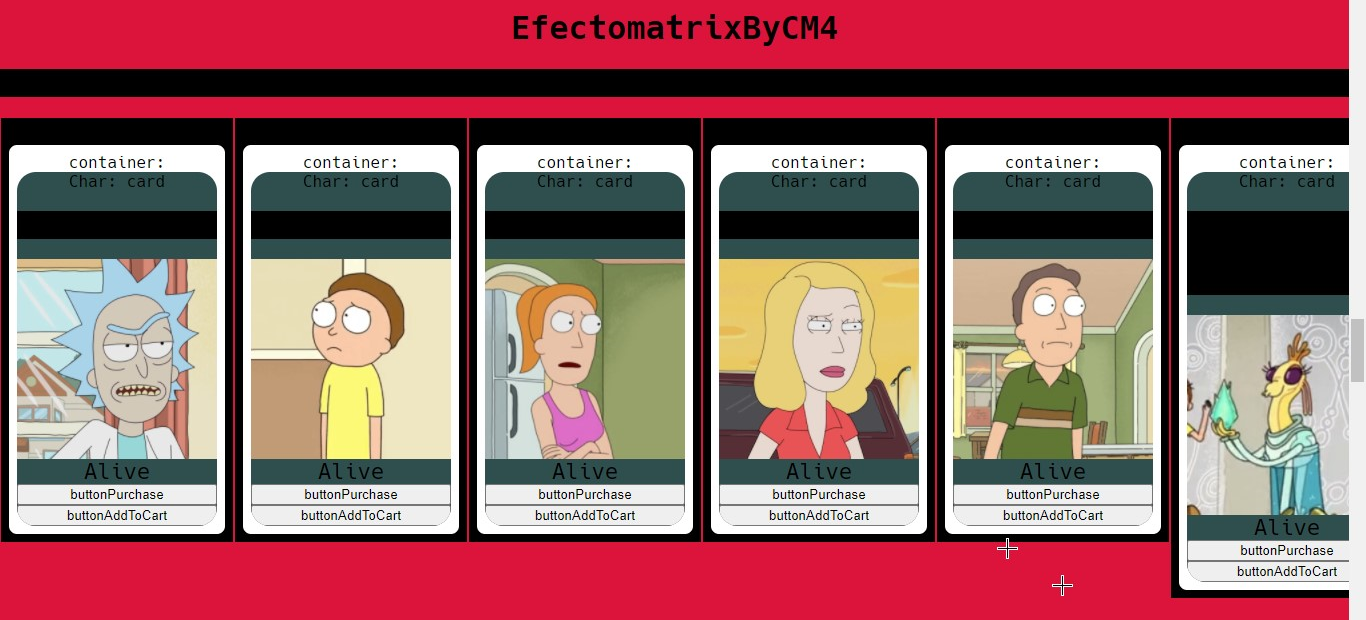 EfectomatrixByCM4
container:
Char: card
Alive
buttonPurchase
buttonAddToCart
container:
Char: card
Alive
buttonPurchase
buttonAddToCart
container:
Char: card
Alive
buttonPurchase
buttonAddToCart
container:
Char: card
Alive
buttonPurchase
buttonAddToCart
container:
Char: card
Alive
buttonPurchase
buttonAddToCart
container:
Char: card
Alive
buttonPurchase
buttonAddToCart